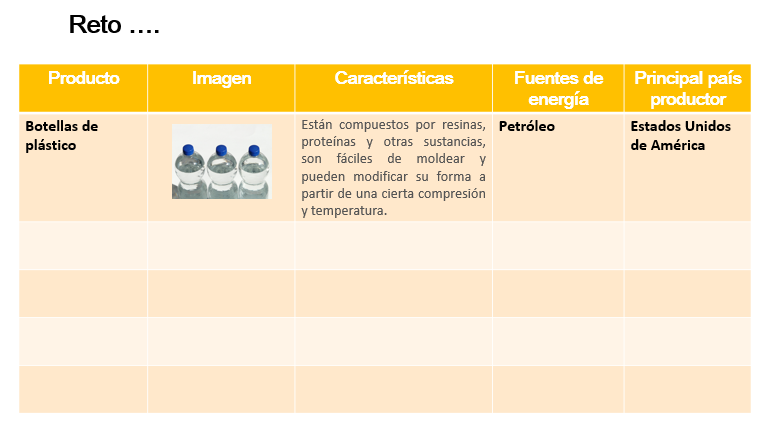 Reto ....
Producto
Imagen
Características
Fuentes de
energía
Principal país
productor
Botellas de
plástico
Están compuestos por resinas,
proteínas y otras sustancias,
son fáciles de moldear y
pueden modificar su forma a
partir de una cierta compresión
y temperatura.
Petróleo
Estados Unidos
de América